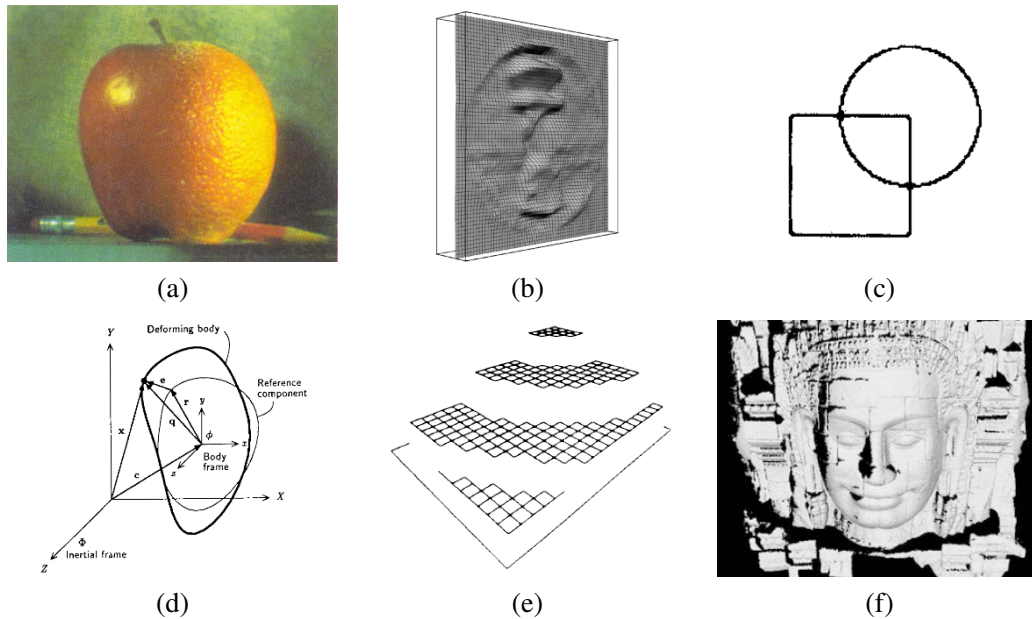 (a)
(b)
(c)
Y
Deforming body
Reference
component
e
r
y
x
q
ϕ
x
Body
frame
z
c
X
Φ
Inertial frame
Z
(d)
(e)
(f)